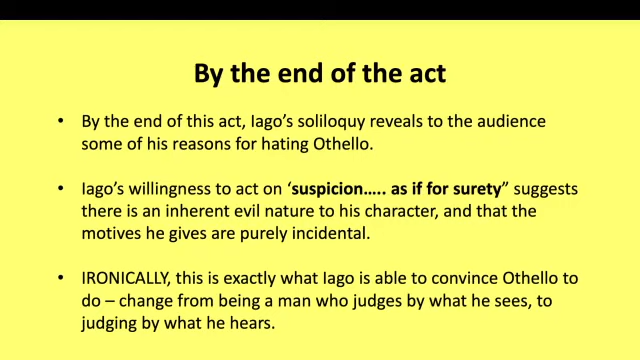 By the end of the act
• By the end of this act, Iago’s soliloquy reveals to the audience
some of his reasons for hating Othello.
• Iago’s willingness to act on ‘suspicion….. as if for surety” suggests
there is an inherent evil nature to his character, and that the
motives he gives are purely incidental.
• IRONICALLY, this is exactly what Iago is able to convince Othello to
do – change from being a man who judges by what he sees, to
judging by what he hears.